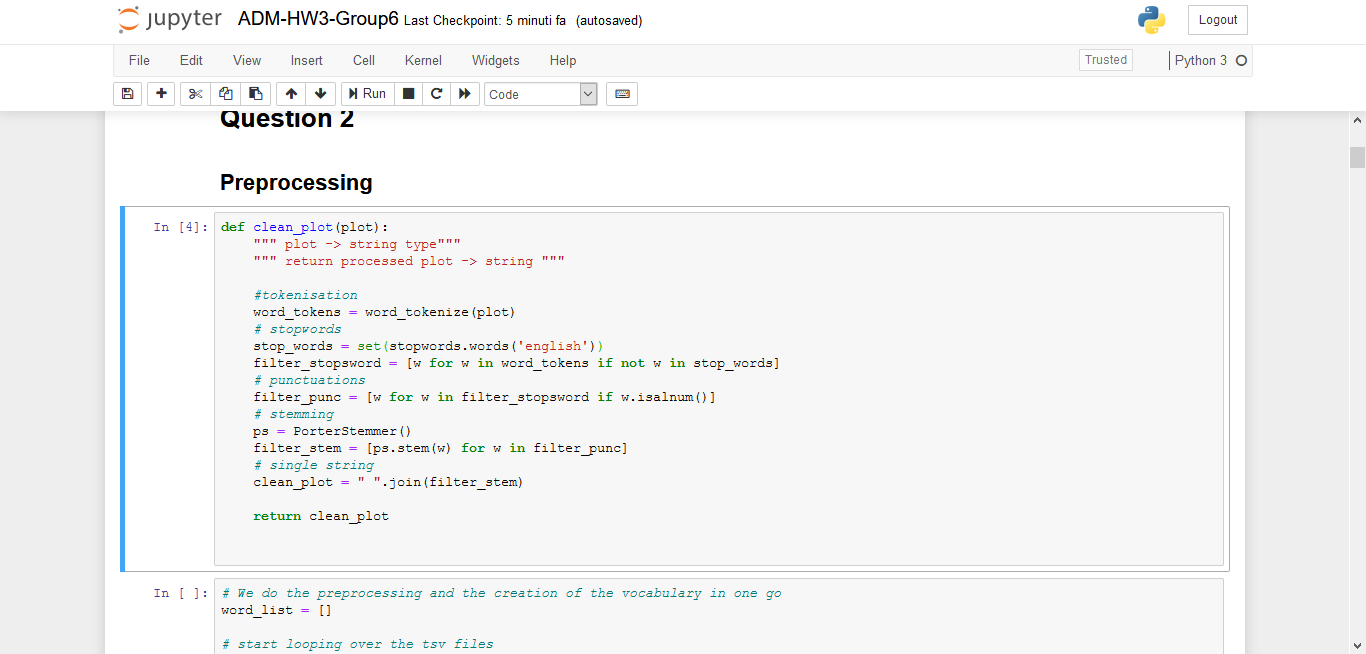 jupyter ADM-HW3-Group6 Last Checkpoint: 5 minuti fa (autosaved) Logout
File Edit View Insert Cell Kernel Widgets Help Trusted Python 3
Run Code
Question 2
Preprocessing
In [4]: def clean_plot(plot):
""" plot -> string type"""
""" return processed plot -> string """
#tokenisation
word_tokens = word_tokenize(plot)
# stopwords
stop_words = set(stopwords.words('english'))
filter_stopsword = [w for w in word_tokens if not w in stop_words]
# punctuations
filter_punc = [w for w in filter_stopsword if w.isalnum()]
# stemming
ps = PorterStemmer()
filter_stem = [ps.stem(w) for w in filter_punc]
# single string
clean_plot = " ".join(filter_stem)
return clean_plot
In [ ]: # We do the preprocessing and the creation of the vocabulary in one go
word_list = []
# start looping over the tsv files